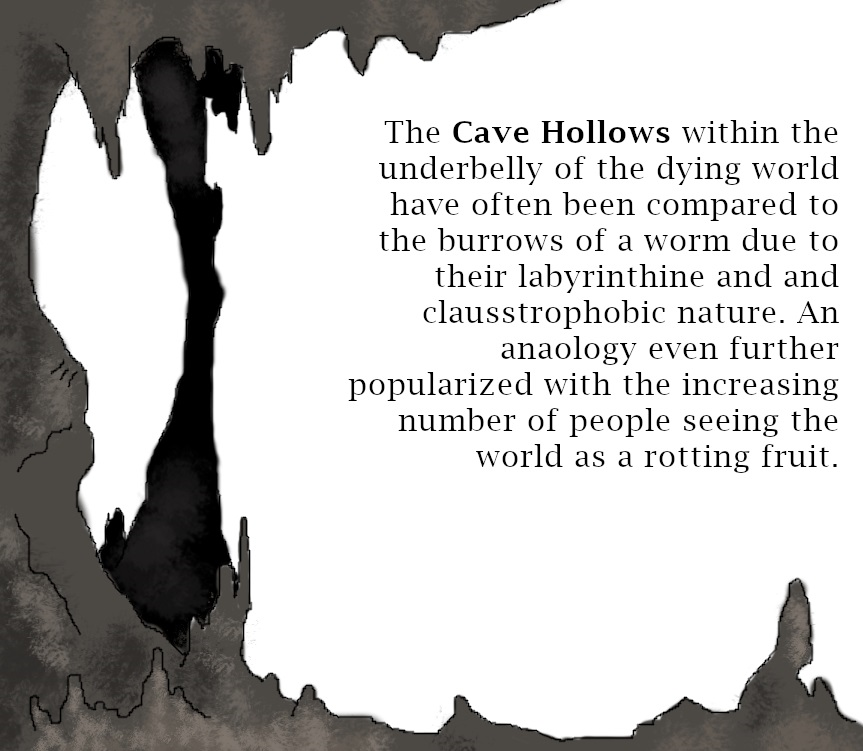 The Cave Hollows within the
underbelly of the dying world
have often been compared to
the burrows of a worm due to
their labyrinthine and and
clausstrophobic nature. An
anaology even further
popularized with the increasing
number of people seeing the
world as a rotting fruit.